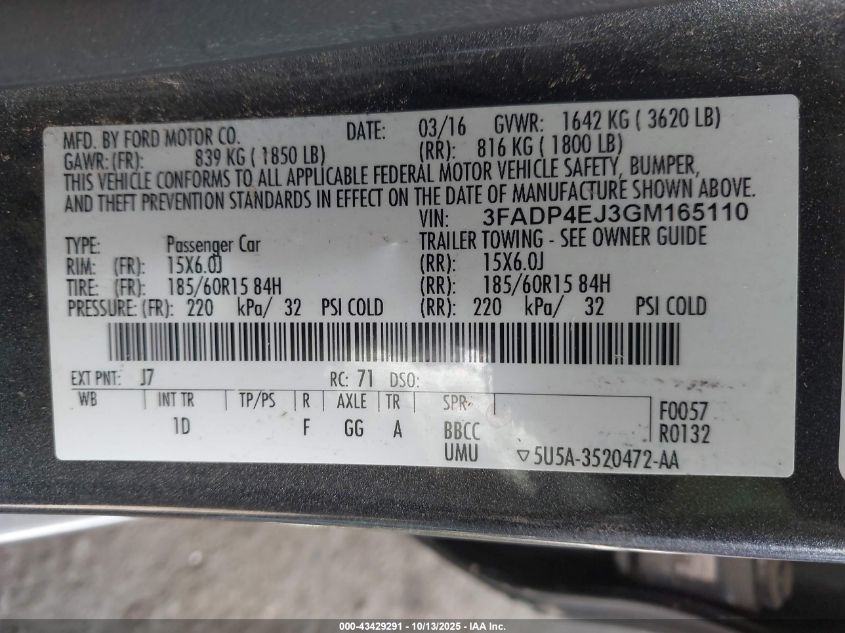 MFD. BY FORD MOTOR CO. DATE: 03/16 GVWR: 1642 KG ( 3620 LB)
GAWR:(FR): 839 KG ( 1850 LB) (RR): 816 KG ( 1800 LB)
THIS VEHICLE CONFORMS TO ALL APPLICABLE FEDERAL MOTOR VEHICLE SAFETY, BUMPER,
AND THEFT PREVENTION STANDARDS IN EFFECT ON THE DATE OF MANUFACTURE SHOWN ABOVE.
VIN: 3FADP4EJ3GM165110
TYPE: Passenger Car TRAILER TOWING - SEE OWNER GUIDE
RIM: (FR): 15X6.0J (RR): 15X6.0J
TIRE: (FR): 185/60R15 84H (RR): 185/60R15 84H
PRESSURE:(FR): 220 kPa/ 32 PSI COLD (RR): 220 kPa/ 32 PSI COLD
EXT PNT: J7 RC: 71 DSO:
WB INT TR TP/PS R AXLE TR SPR F0057
1D F GG A BBCC R0132
UMU ▽5U5A-3520472-AA
000-43429291 - 10/13/2025 - IAA Inc.